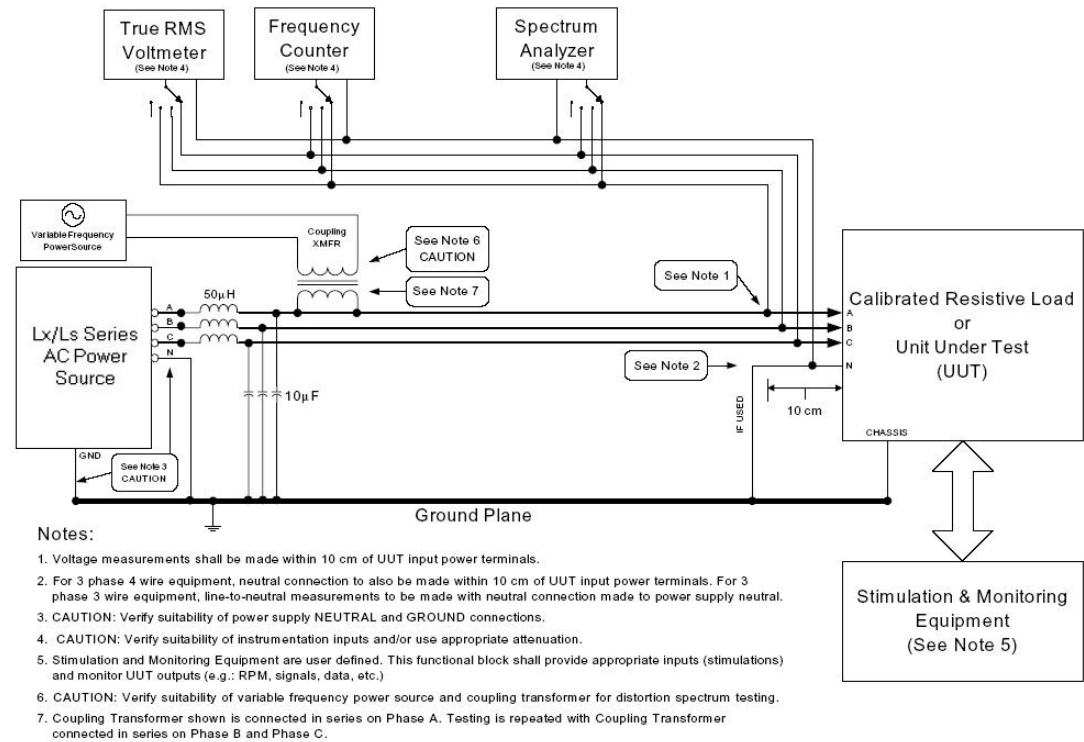 True RMS
Voltmeter
(See Note 4)
Frequency
Counter
(See Note 4)
Spectrum
Analyzer
(See Note 4)
Variable Frequency
PowerSource
Coupling
XMFR
See Note 6
CAUTION
See Note 7
See Note 1
50µH
A
B
C
N
Lx/Ls Series
AC Power
Source
10µF
See Note 2
10 cm
IF USED
A
B
C
N
Calibrated Resistive Load
or
Unit Under Test
(UUT)
CHASSIS
GND
See Note 3
CAUTION
Ground Plane
Stimulation & Monitoring
Equipment
(See Note 5)
Notes:
1. Voltage measurements shall be made within 10 cm of UUT input power terminals.
2. For 3 phase 4 wire equipment, neutral connection to also be made within 10 cm of UUT input power terminals. For 3
phase 3 wire equipment, line-to-neutral measurements to be made with neutral connection made to power supply neutral.
3. CAUTION: Verify suitability of power supply NEUTRAL and GROUND connections.
4. CAUTION: Verify suitability of instrumentation inputs and/or use appropriate attenuation.
5. Stimulation and Monitoring Equipment are user defined. This functional block shall provide appropriate inputs (stimulations)
and monitor UUT outputs (e.g.: RPM, signals, data, etc.)
6. CAUTION: Verify suitability of variable frequency power source and coupling transformer for distortion spectrum testing.
7. Coupling Transformer shown is connected in series on Phase A. Testing is repeated with Coupling Transformer
connected in series on Phase B and Phase C.